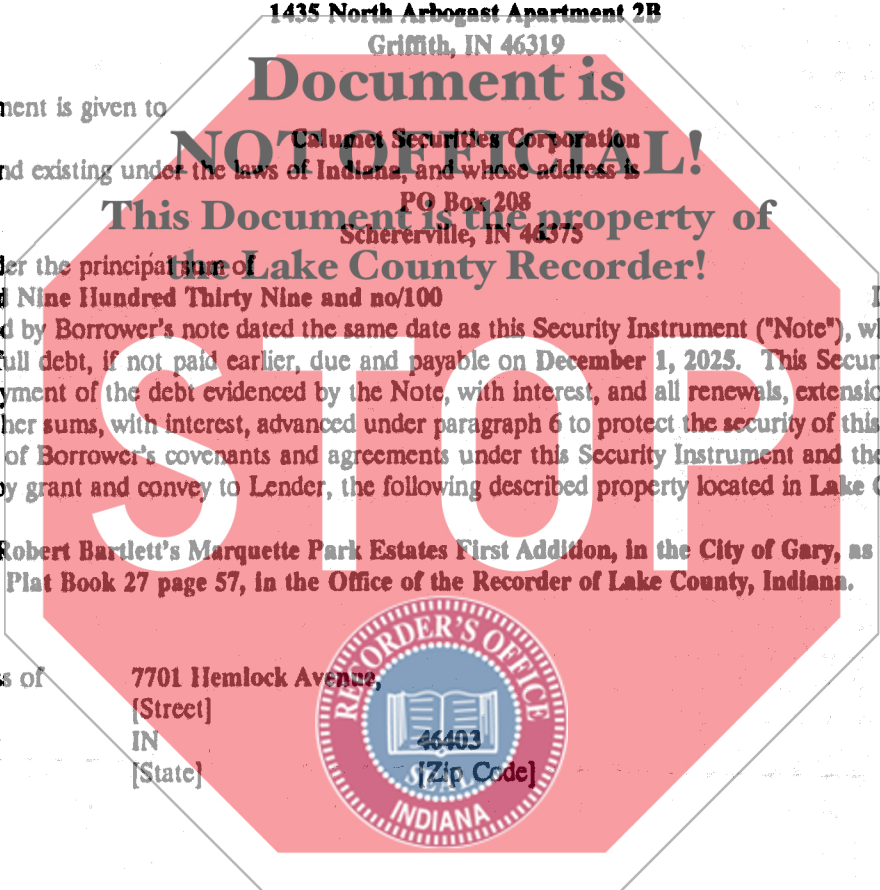 1435 North Arbogast Apartment 2B
Griffith, IN 46319
Document is
ment is given to
NOT OFFICIAL!
Calumet Securities Corporation
nd existing under the laws of Indiana, and whose address is
PO Box 208
This Document is the property of
Schererville, IN 46375
er the principal sum of
the Lake County Recorder!
Nine Hundred Thirty Nine and no/100
d by Borrower's note dated the same date as this Security Instrument ("Note"), w
full debt, if not paid earlier, due and payable on December 1, 2025. This Secur
yment of the debt evidenced by the Note, with interest, and all renewals, extensio
her sums, with interest, advanced under paragraph 6 to protect the security of this
of Borrower's covenants and agreements under this Security Instrument and the
by grant and convey to Lender, the following described property located in Lake
STOP
Robert Bartlett's Marquette Park Estates First Addition, in the City of Gary, as
Plat Book 27 page 57, in the Office of the Recorder of Lake County, Indiana.
RECORDER'S OFFICE
s of 7701 Hemlock Avenue,
[Street]
IN 46403
[State] [Zip Code]
SEAL
INDIANA